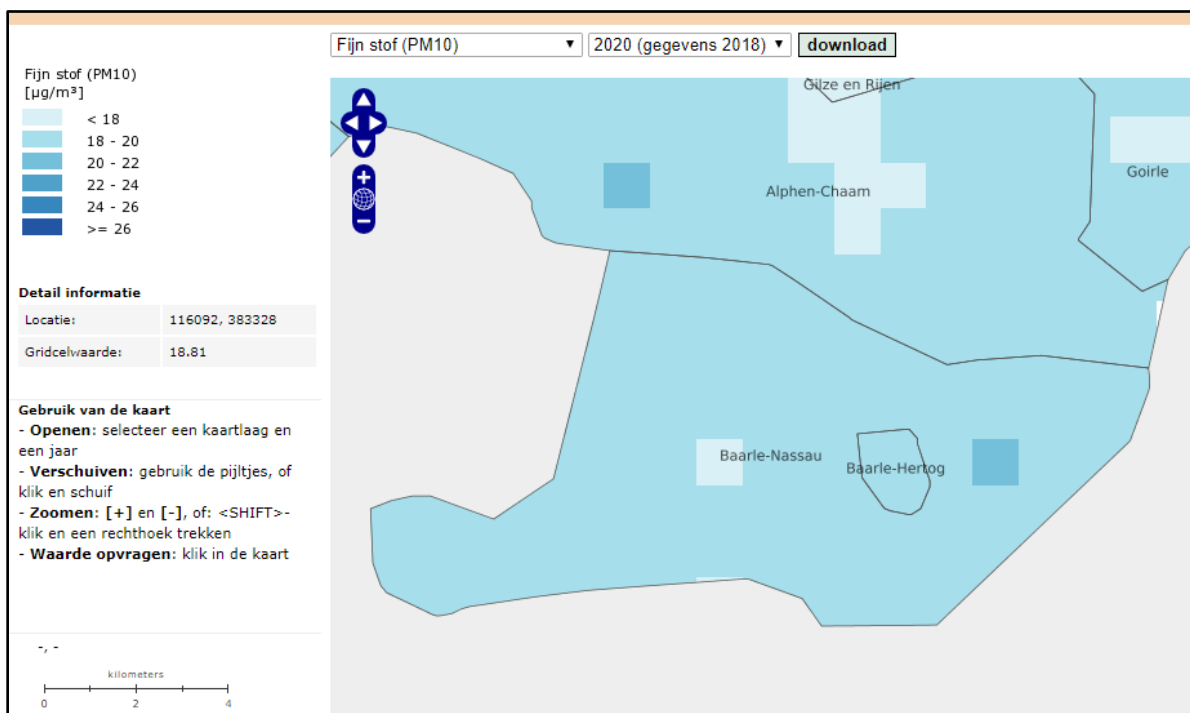 Fijn stof (PM10)
2020 (gegevens 2018)
download
Fijn stof (PM10)
[µg/m³]
< 18
18 - 20
20 - 22
22 - 24
24 - 26
>= 26
Detail informatie
Locatie: 116092, 383328
Gridcelwaarde: 18.81
Gebruik van de kaart
- Openen: selecteer een kaartlaag en
een jaar
- Verschuiven: gebruik de pijltjes, of
klik en schuif
- Zoomen: [+] en [-], of: <SHIFT>-
klik en een rechthoek trekken
- Waarde opvragen: klik in de kaart
-, -
kilometers
0 2 4
Gilze en Rijen
Goirle
Alphen-Chaam
Baarle-Nassau
Baarle-Hertog